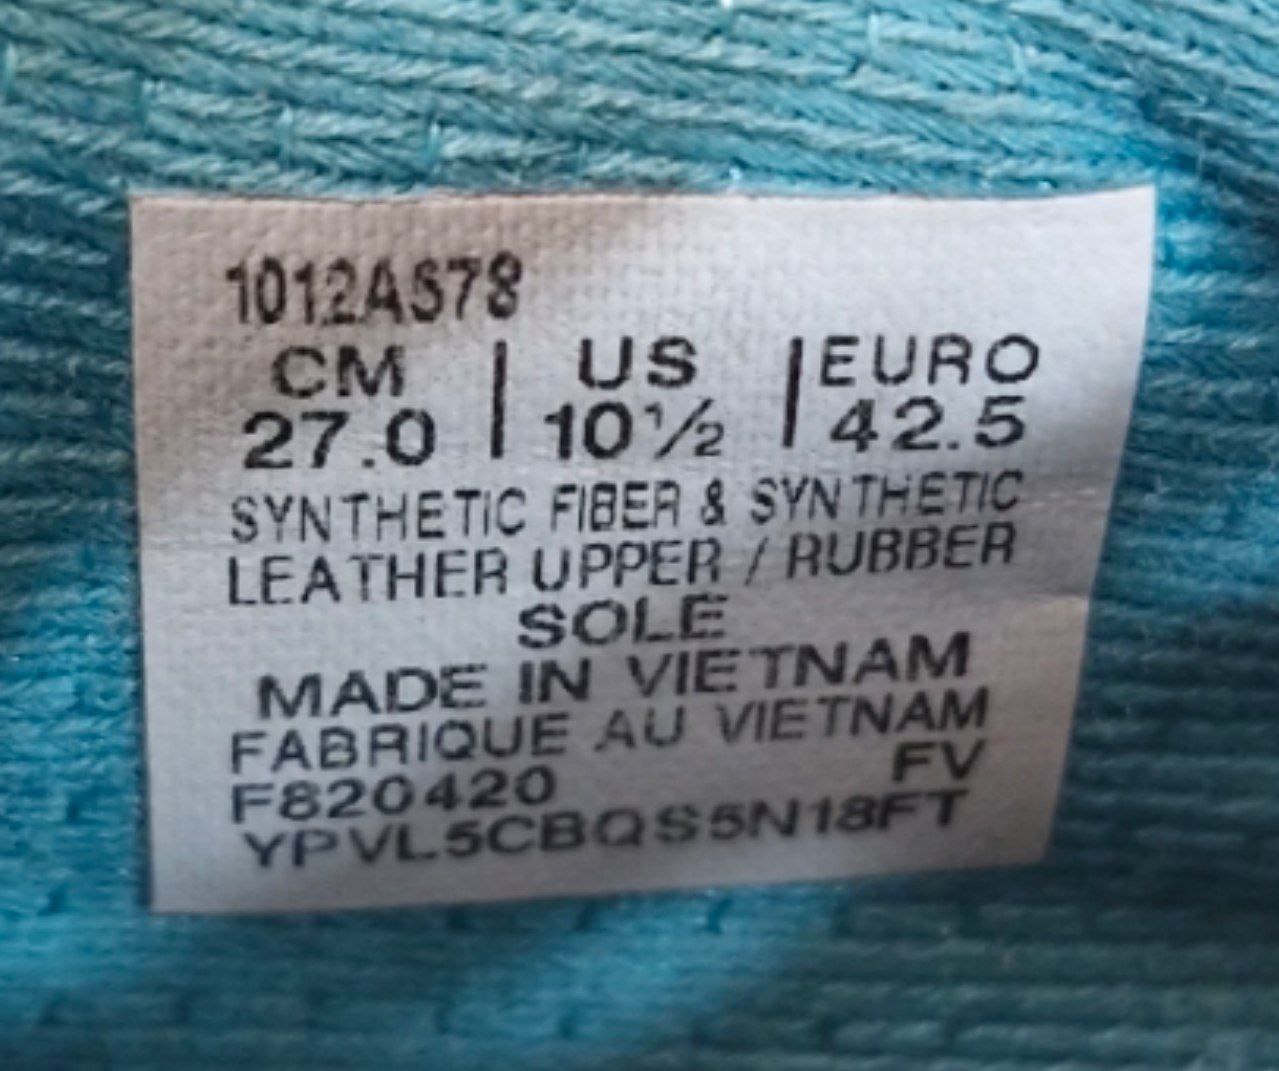 1012A678
CM | US | EURO
27.0 | 10½ | 42.5
SYNTHETIC FIBER & SYNTHETIC
LEATHER UPPER / RUBBER
SOLE
MADE IN VIETNAM
FABRIQUE AU VIETNAM
FV
F820420
YPVL5CBQS5N18FT